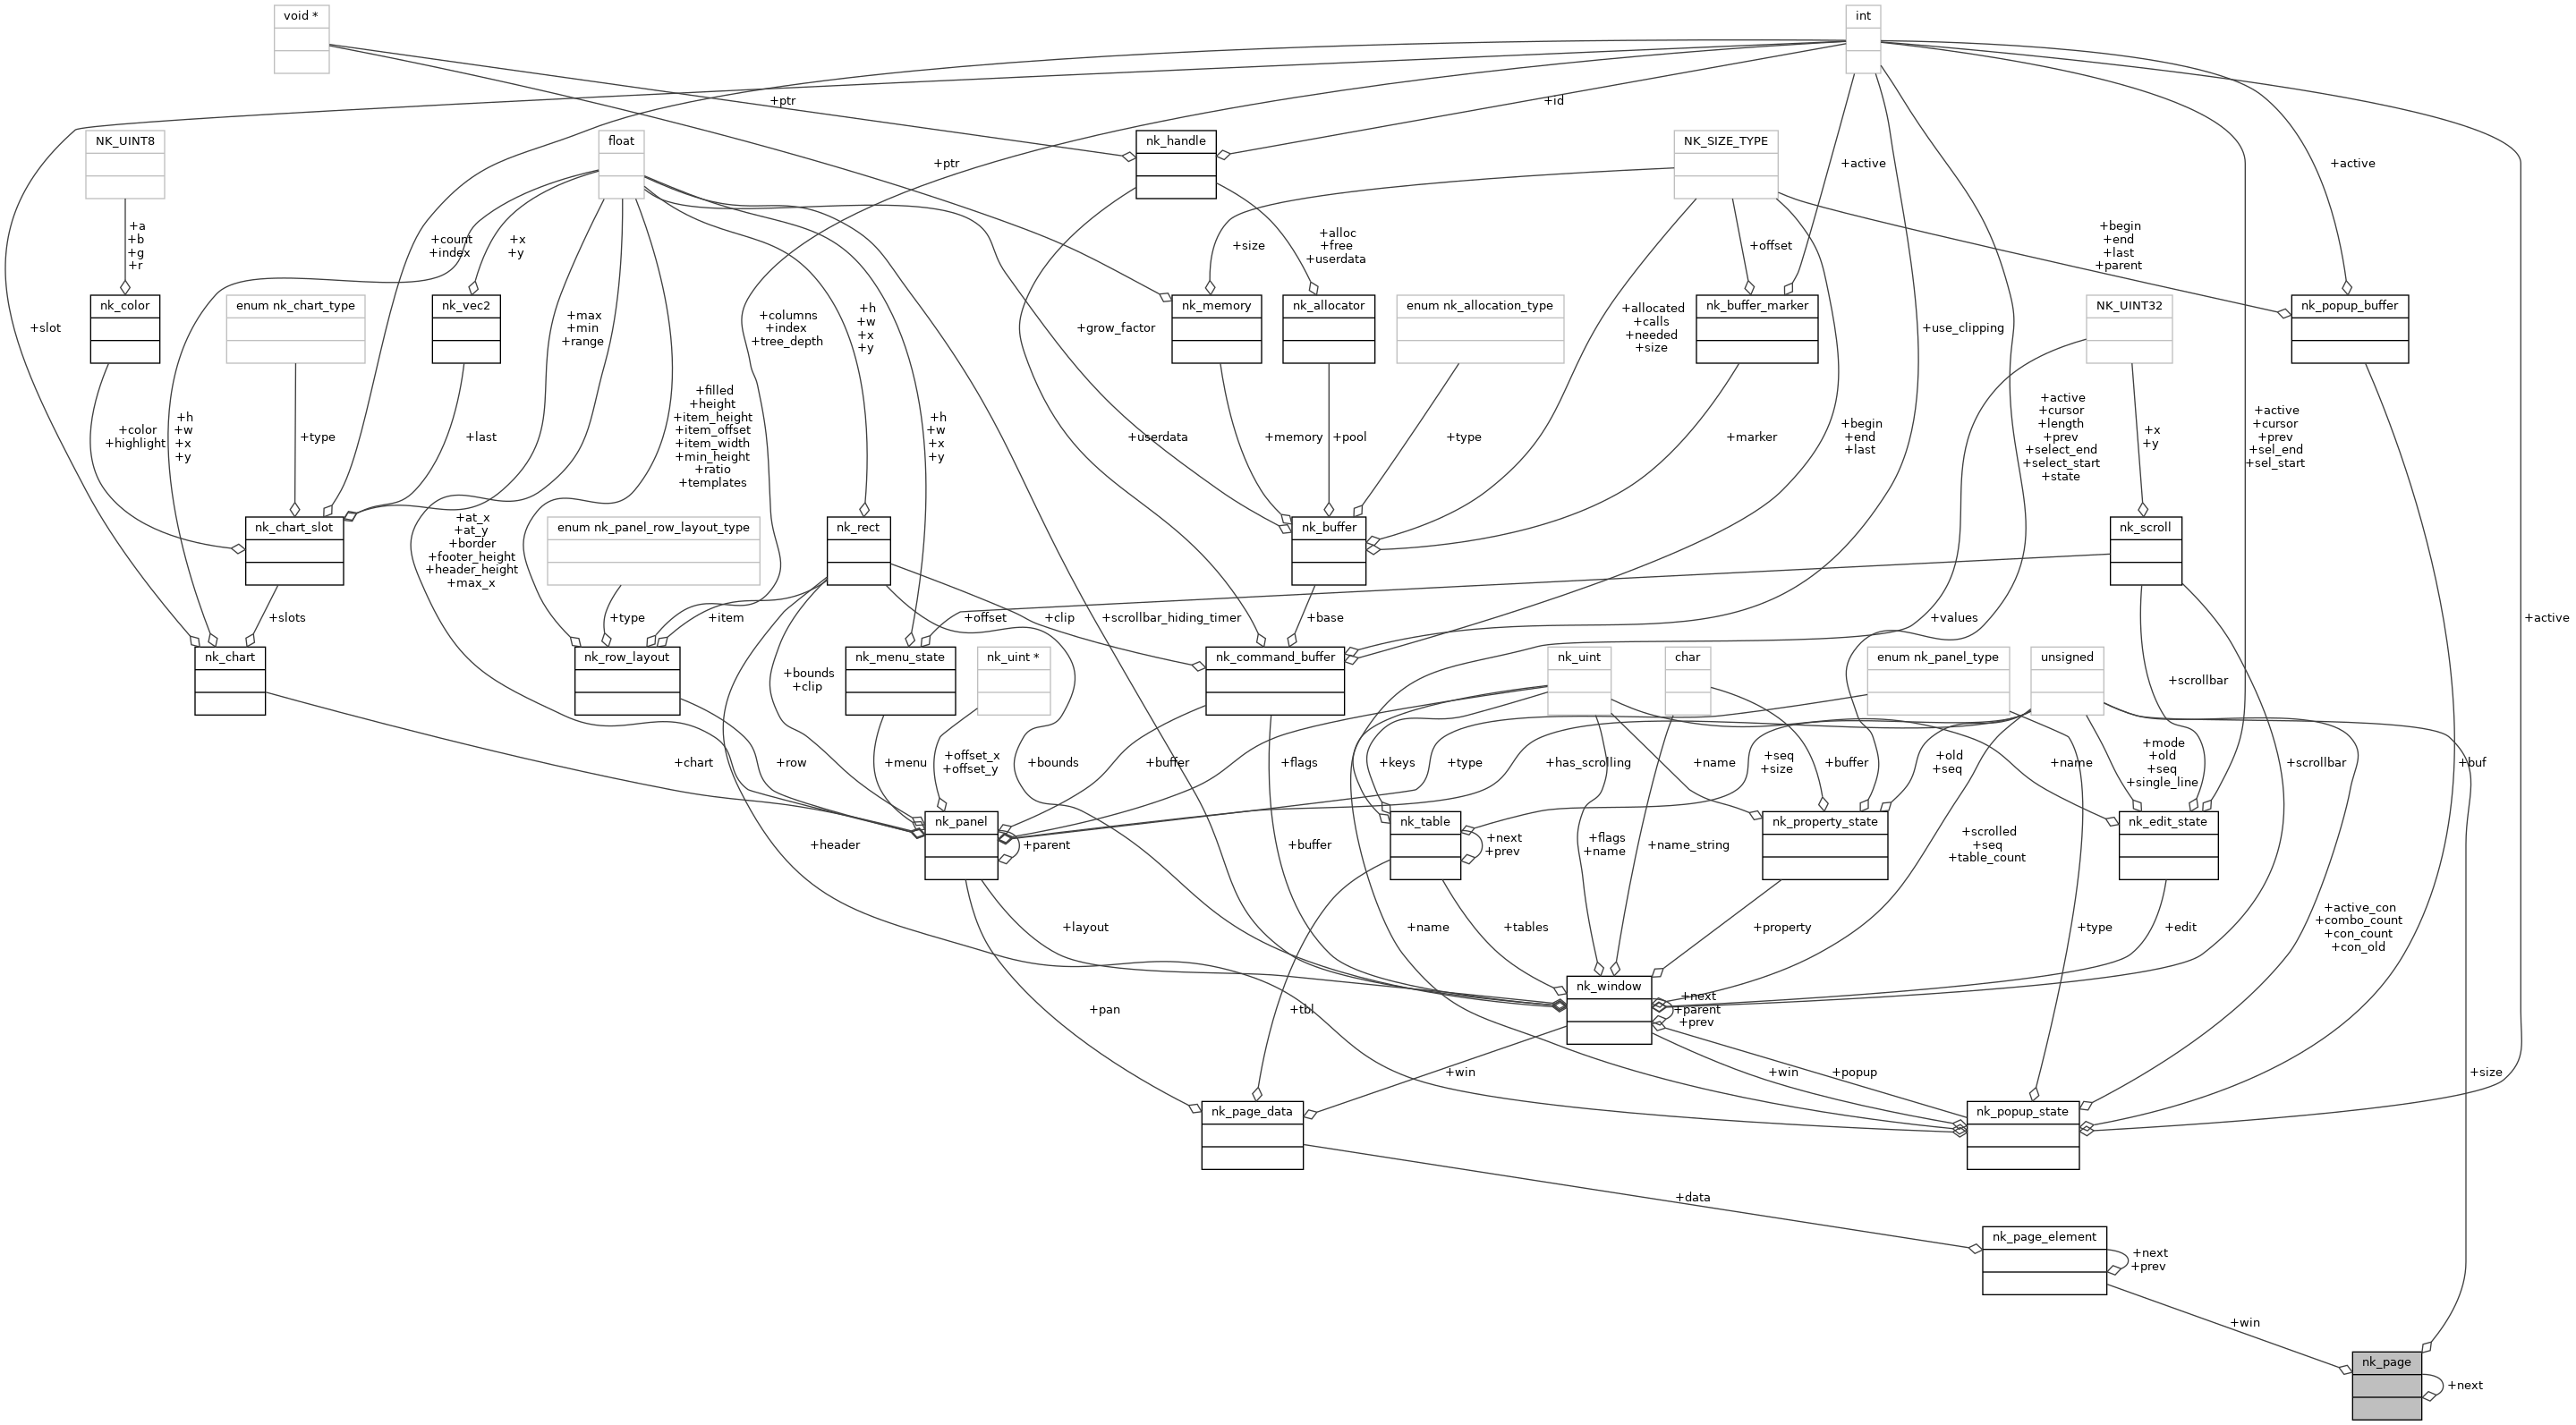 void *
int
+ptr
+id
NK_UINT8
float
nk_handle
NK_SIZE_TYPE
+ptr
+active
+active
+a
+b
+g
+r
+count
+index
+x
+y
+size
+alloc
+free
+userdata
+offset
+begin
+end
+last
+parent
nk_color
enum nk_chart_type
nk_vec2
nk_memory
nk_allocator
enum nk_allocation_type
nk_buffer_marker
NK_UINT32
nk_popup_buffer
+slot
+max
+min
+range
+columns
+index
+tree_depth
+h
+w
+x
+y
+grow_factor
+allocated
+calls
+needed
+size
+use_clipping
+h
+w
+x
+y
+color
+highlight
+type
+last
+filled
+height
+item_height
+item_offset
+item_width
+min_height
+ratio
+templates
+h
+w
+x
+y
+userdata
+memory
+pool
+type
+marker
+begin
+end
+last
+active
+cursor
+length
+prev
+select_end
+select_start
+state
+x
+y
+active
+cursor
+prev
+sel_end
+sel_start
nk_chart_slot
+at_x
+at_y
+border
+footer_height
+header_height
+max_x
enum nk_panel_row_layout_type
nk_rect
nk_buffer
nk_scroll
+slots
+type
+item
+offset
+clip
+scrollbar_hiding_timer
+base
+values
+active
nk_chart
nk_row_layout
+bounds
+clip
nk_menu_state
nk_uint *
nk_command_buffer
nk_uint
char
enum nk_panel_type
unsigned
+scrollbar
+chart
+row
+menu
+offset_x
+offset_y
+bounds
+buffer
+flags
+keys
+type
+has_scrolling
+name
+seq
+size
+buffer
+old
+seq
+name
+mode
+old
+seq
+single_line
+scrollbar
+buf
nk_panel
+parent
+header
+buffer
nk_table
+next
+prev
+flags
+name
+name_string
nk_property_state
+scrolled
+seq
+table_count
nk_edit_state
+layout
+name
+tables
+property
+type
+edit
+active_con
+combo_count
+con_count
+con_old
nk_window
+next
+parent
+prev
+pan
+tbl
+win
+win
+popup
+size
nk_page_data
nk_popup_state
+data
nk_page_element
+next
+prev
+win
nk_page
+next